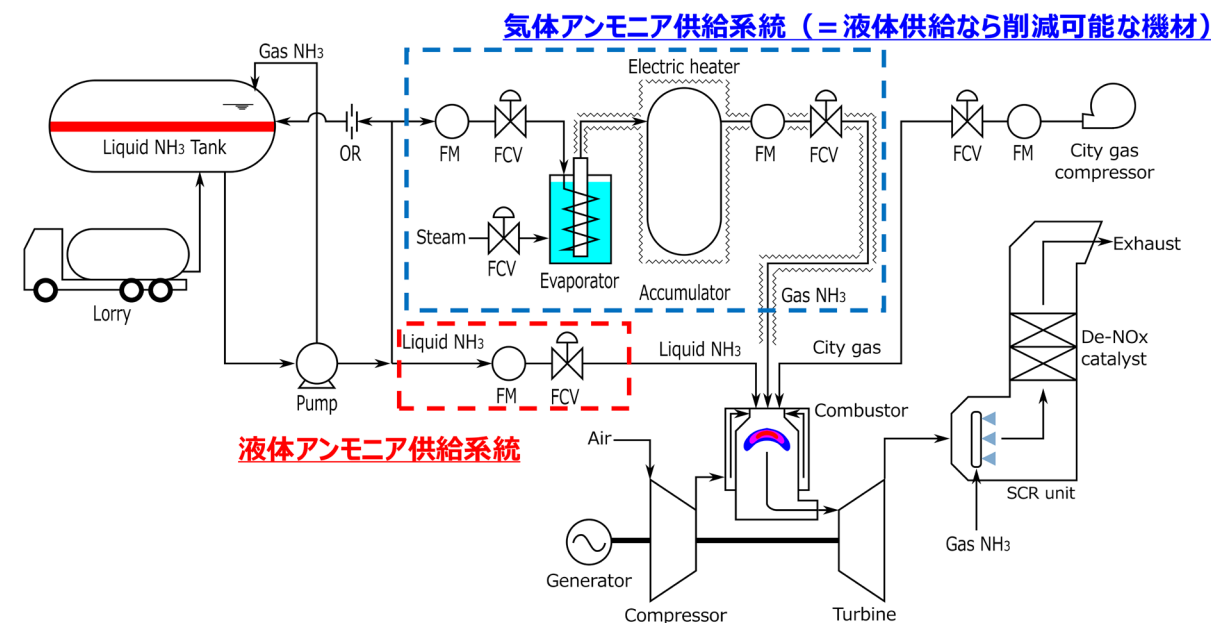 気体アンモニア供給系統（＝液体供給なら削減可能な機材）
Gas NH3
Electric heater
Liquid NH3 Tank
OR
FM
FCV
FM
FCV
FCV
FM
City gas
compressor
Steam
FCV
Evaporator
Accumulator
Gas NH3
Exhaust
Lorry
Liquid NH3
Liquid NH3
City gas
De-NOx
catalyst
Pump
FM
FCV
Combustor
液体アンモニア供給系統
Air
SCR unit
Gas NH3
Generator
Compressor
Turbine